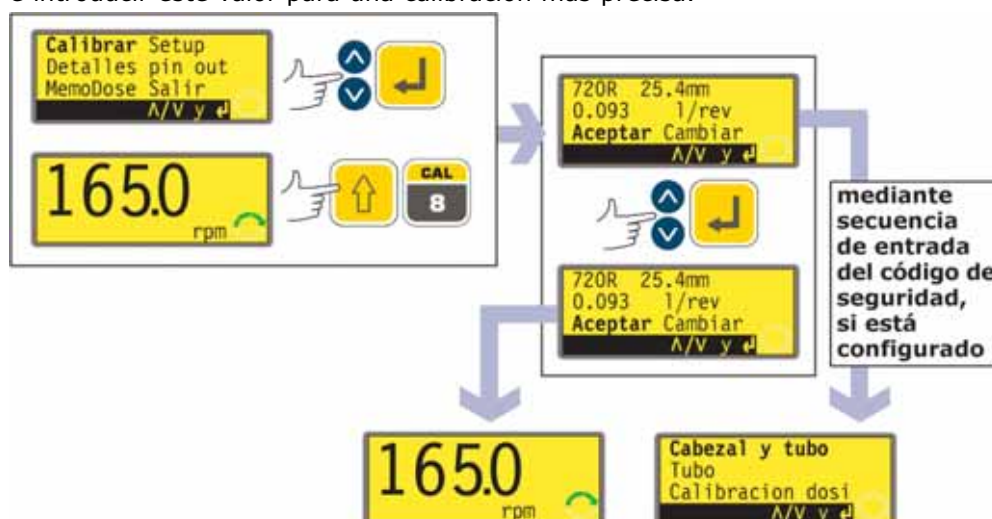 e introducir este valor para una calibración más precisa.
Calibrar Setup
Detalles pin out
MemoDose Salir
Λ/V y ↵
165.0
rpm
CAL
8
720R 25.4mm
0.093 l/rev
Aceptar Cambiar
Λ/V y ↵
720R 25.4mm
0.093 l/rev
Aceptar Cambiar
Λ/V y ↵
mediante
secuencia
de entrada
del código de
seguridad,
si está
configurado
165.0
rpm
Cabezal y tubo
Tubo
Calibracion dosi
Λ/V y ↵